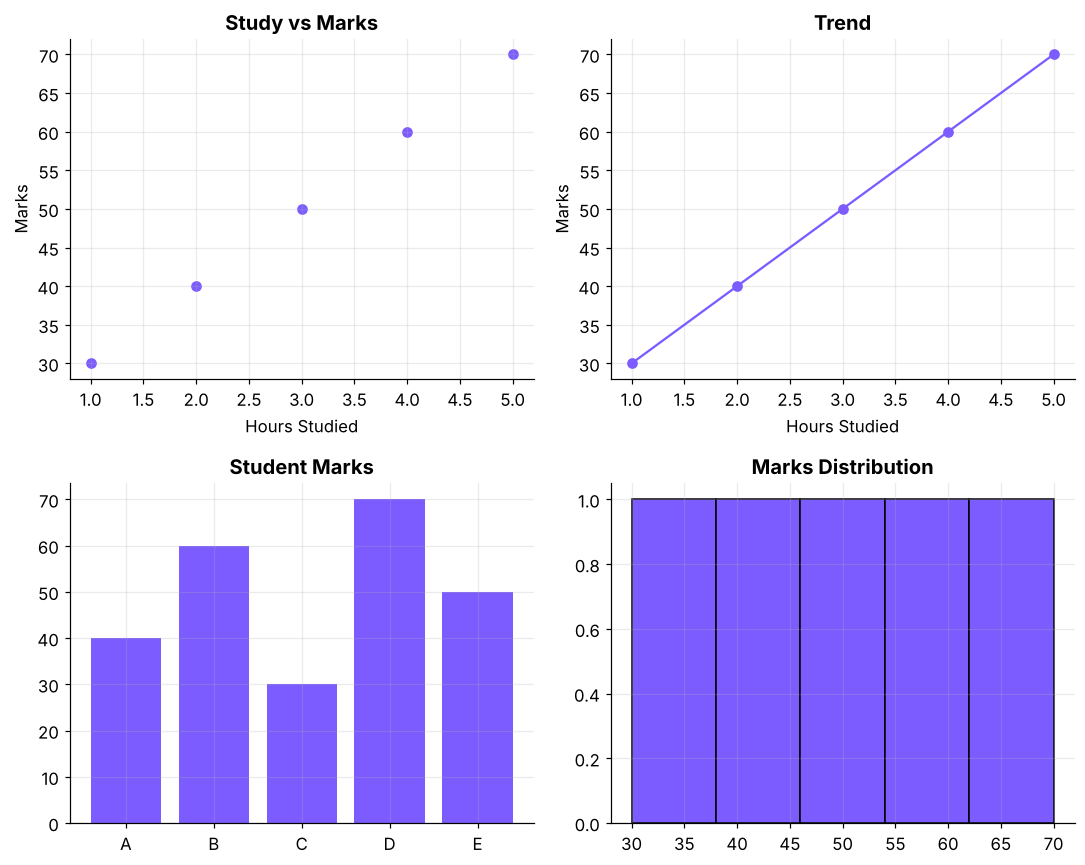 Study vs Marks
70
65
60
55
50
45
40
35
30
Marks
1.0 1.5 2.0 2.5 3.0 3.5 4.0 4.5 5.0
Hours Studied
Trend
70
65
60
55
50
45
40
35
30
Marks
1.0 1.5 2.0 2.5 3.0 3.5 4.0 4.5 5.0
Hours Studied
Student Marks
70
60
50
40
30
20
10
0
A B C D E
Marks Distribution
1.0
0.8
0.6
0.4
0.2
0.0
30 35 40 45 50 55 60 65 70